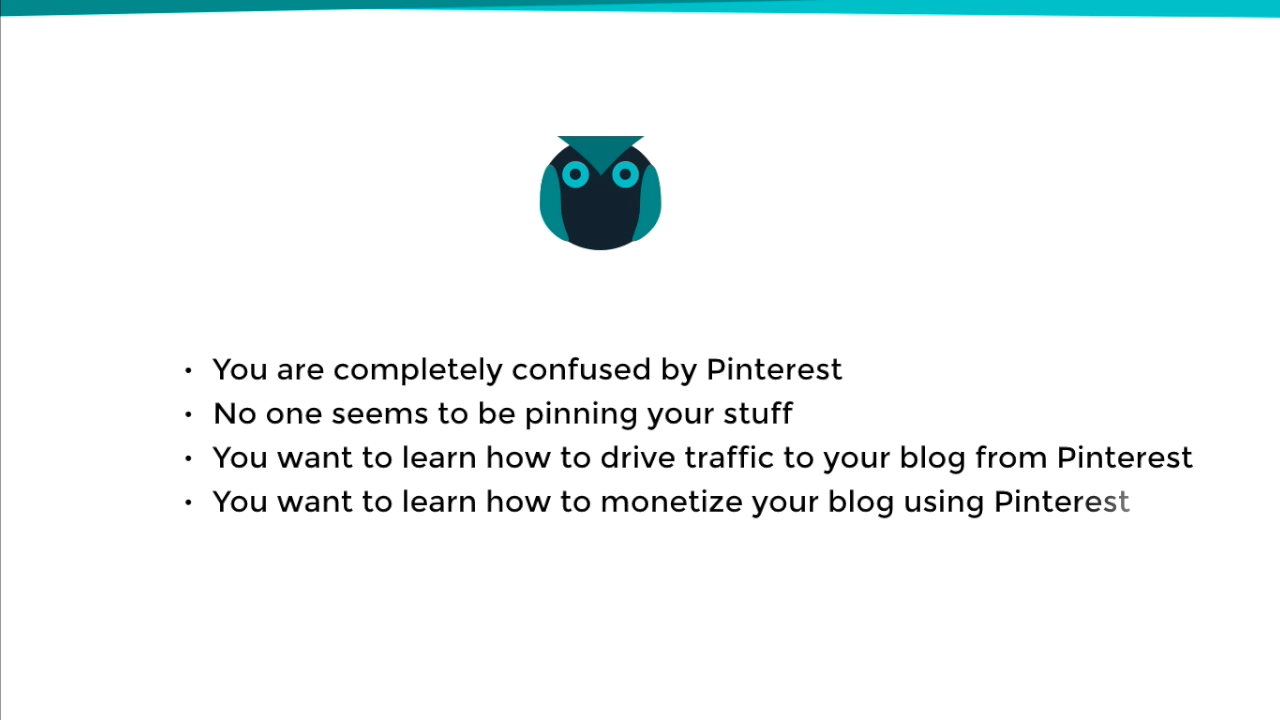 • You are completely confused by Pinterest
• No one seems to be pinning your stuff
• You want to learn how to drive traffic to your blog from Pinterest
• You want to learn how to monetize your blog using Pinterest